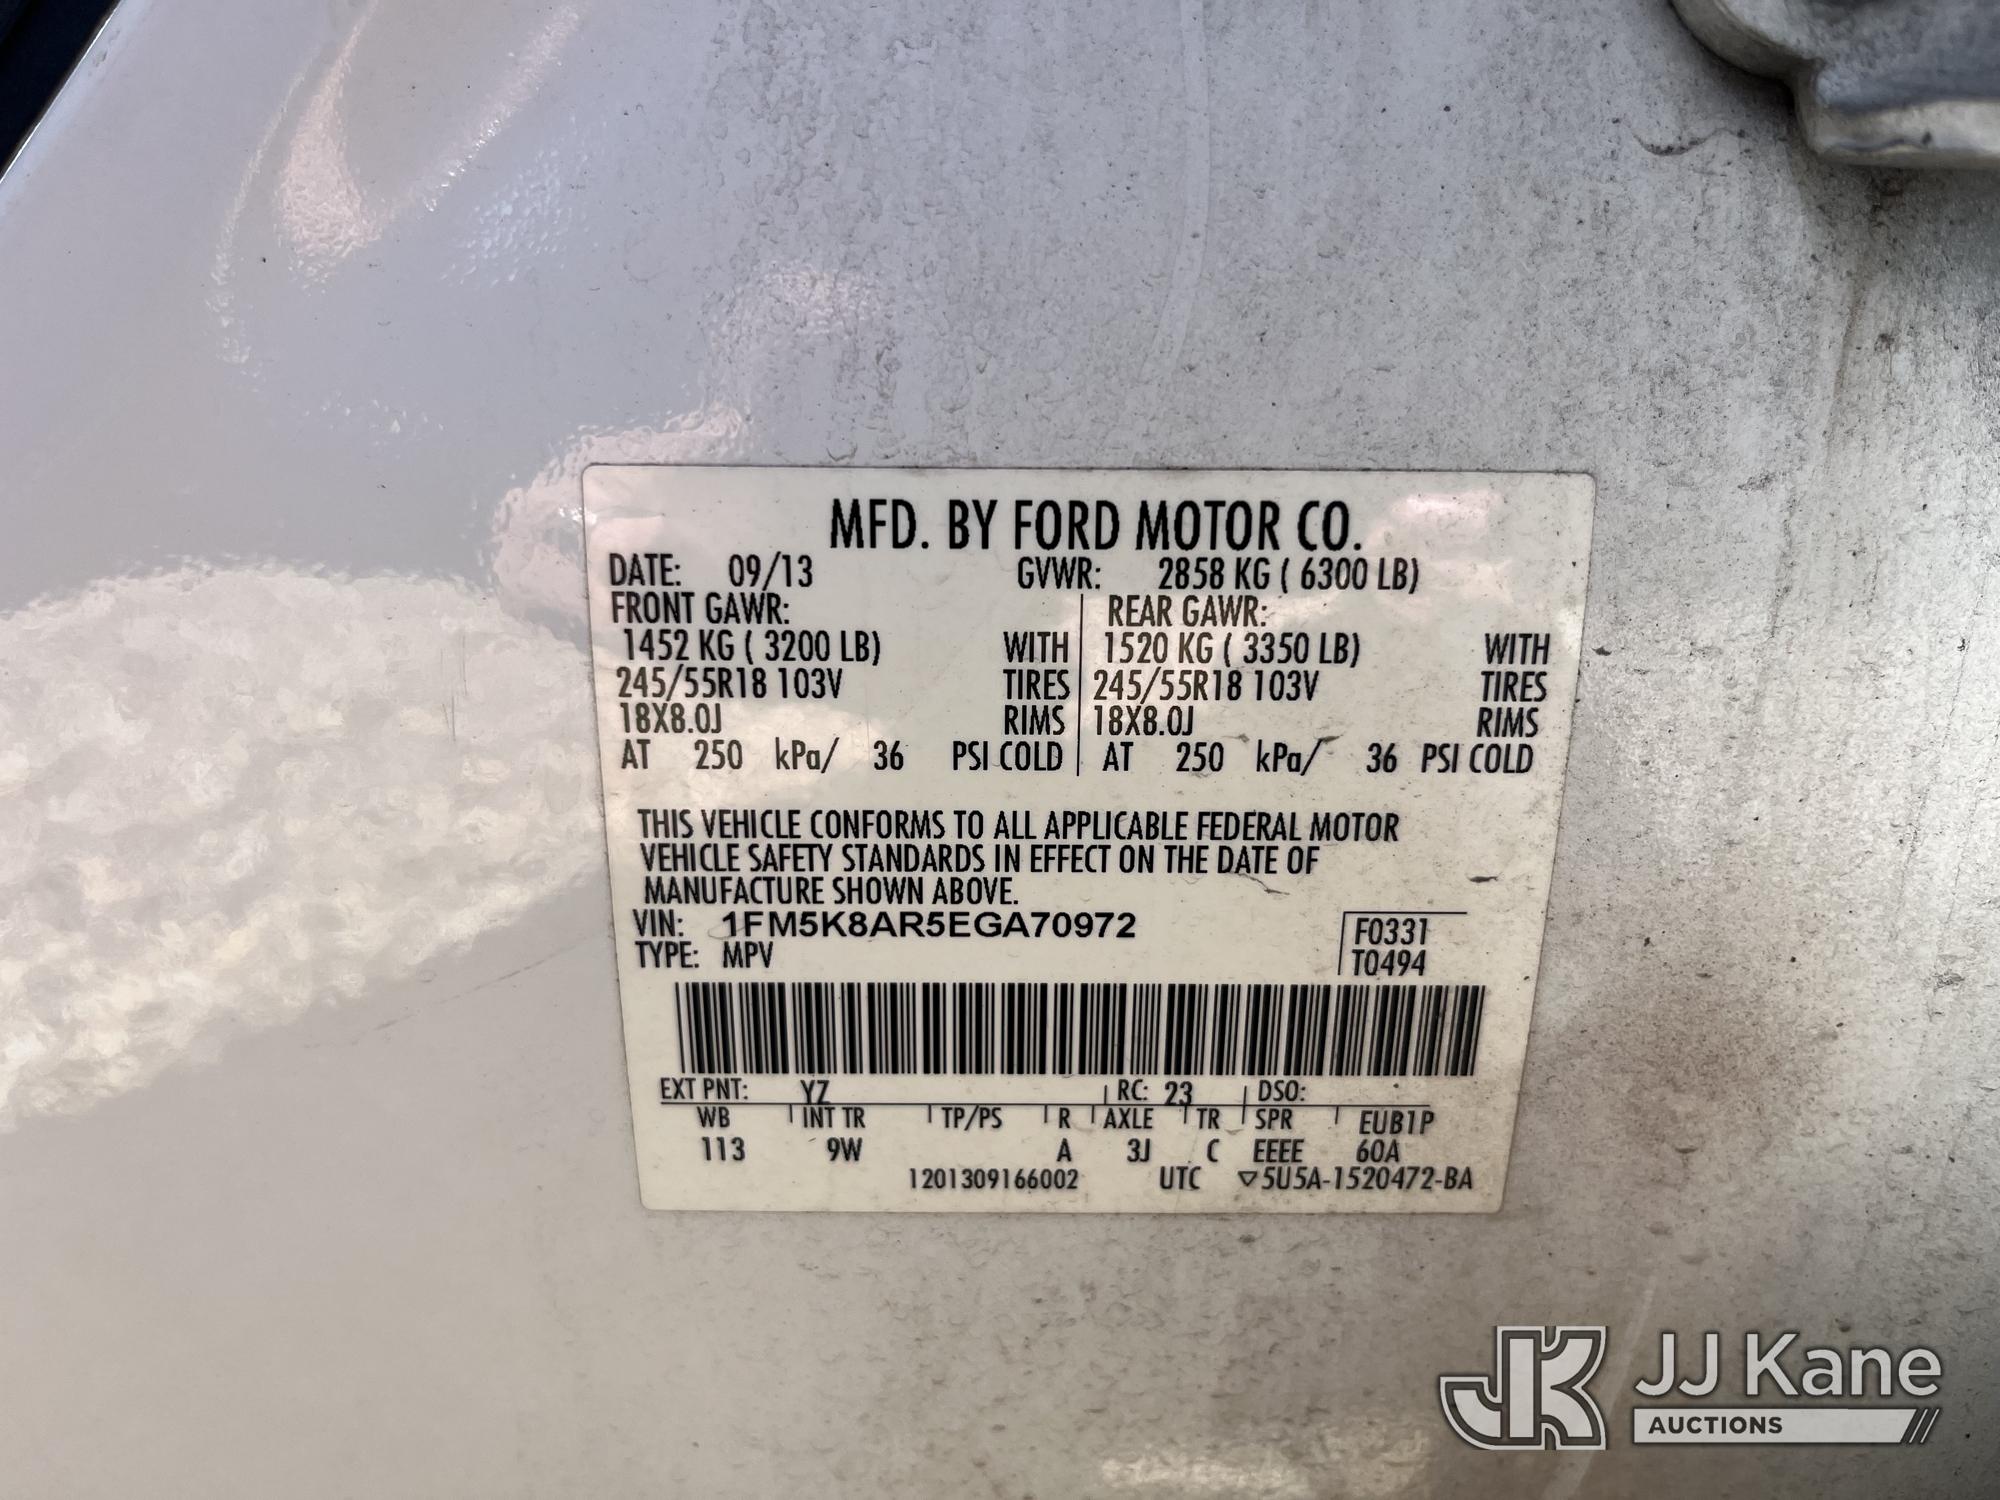 MFD. BY FORD MOTOR CO.
DATE: 09/13 GVWR: 2858 KG ( 6300 LB)
FRONT GAWR: REAR GAWR:
1452 KG ( 3200 LB) WITH 1520 KG ( 3350 LB) WITH
245/55R18 103V TIRES 245/55R18 103V TIRES
18X8.0J RIMS 18X8.0J RIMS
AT 250 kPa/ 36 PSI COLD AT 250 kPa/ 36 PSI COLD
THIS VEHICLE CONFORMS TO ALL APPLICABLE FEDERAL MOTOR
VEHICLE SAFETY STANDARDS IN EFFECT ON THE DATE OF
MANUFACTURE SHOWN ABOVE.
VIN: 1FM5K8AR5EGA70972 F0331
TYPE: MPV T0494
EXT PNT: YZ RC: 23 DSO:
WB INT TR TP/PS R AXLE TR SPR EUB1P
113 9W A 3J C EEEE 60A
1201309166002 UTC ▽5U5A-1520472-BA
JK JJ Kane
AUCTIONS